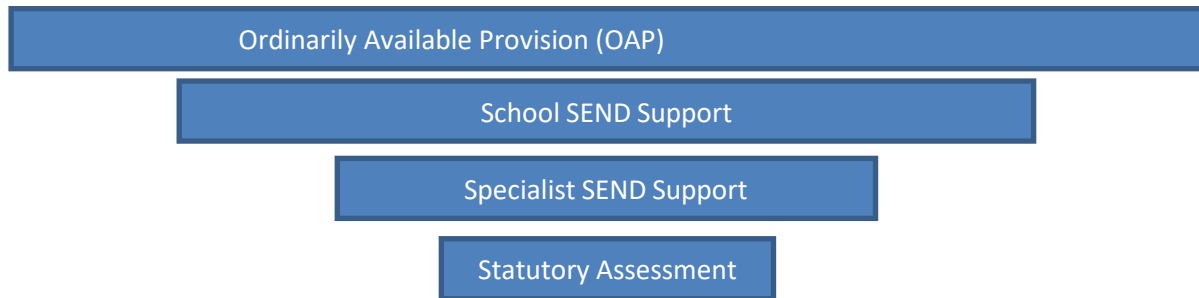 Ordinarily Available Provision (OAP)
School SEND Support
Specialist SEND Support
Statutory Assessment